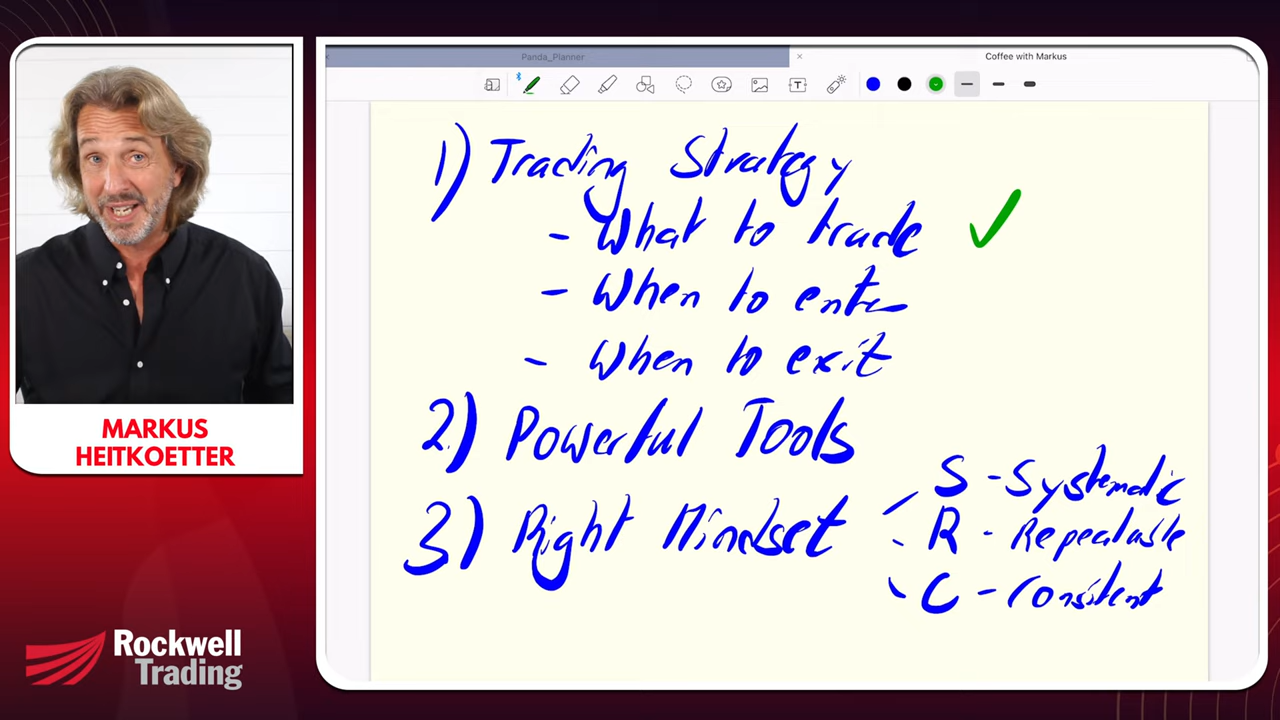 Panda_Planner
Coffee with Markus
T
1) Trading Strategy
- What to trade
- When to enter
- When to exit
2.) Powerful Tools
3) Right Mindset
S - Systematic
- R - Repeatable
C - Consistent
MARKUS
HEITKOETTER
Rockwell
Trading